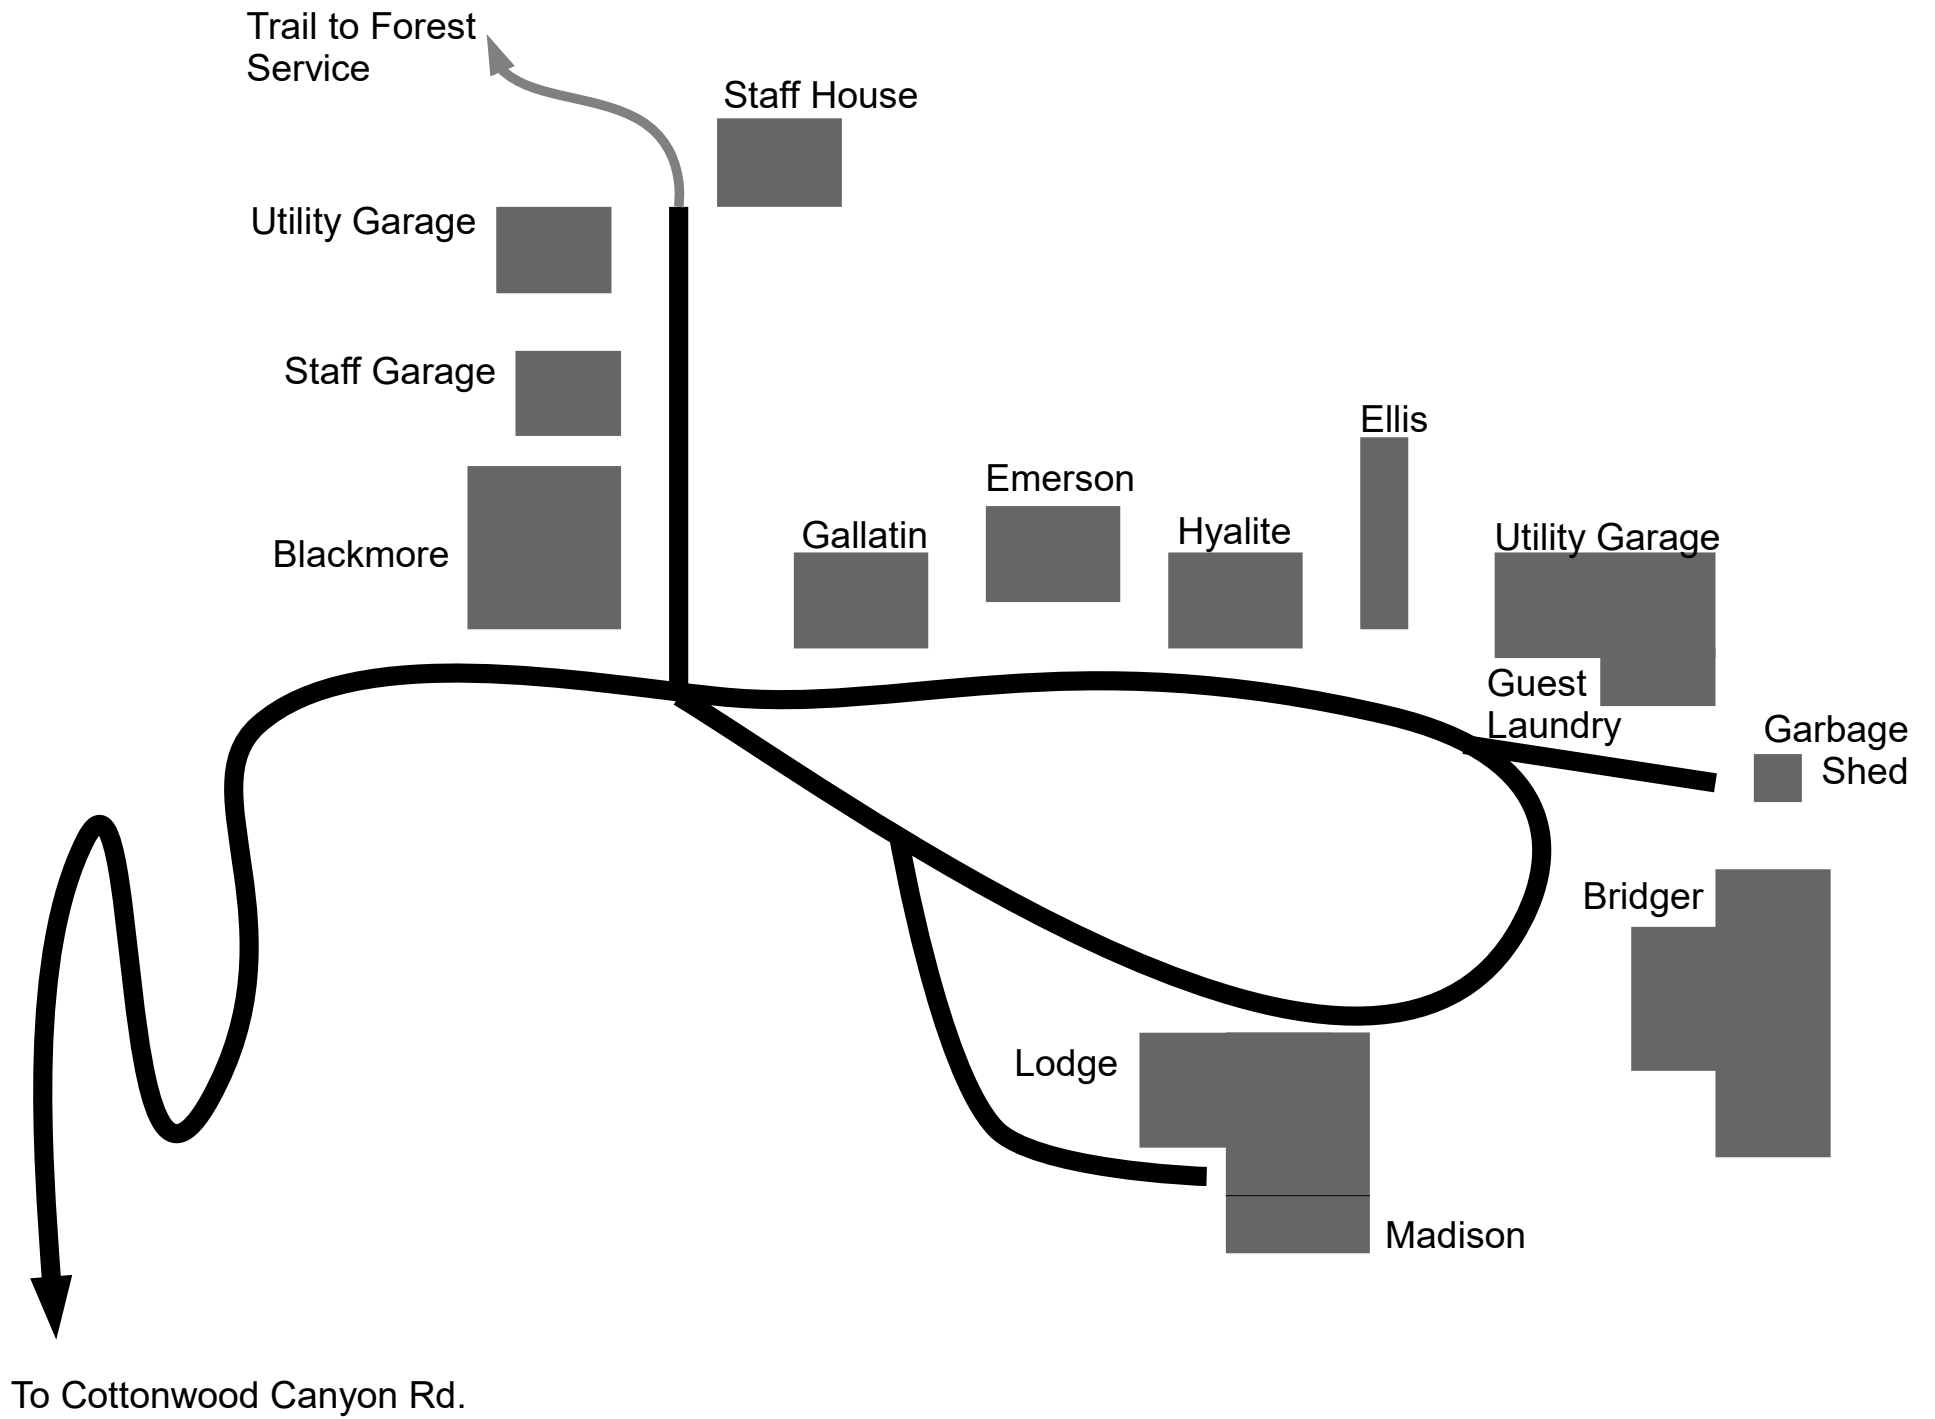 Trail to Forest
Service
Staff House
Utility Garage
Staff Garage
Blackmore
Gallatin
Emerson
Hyalite
Ellis
Utility Garage
Guest
Laundry
Garbage
Shed
Bridger
Lodge
Madison
To Cottonwood Canyon Rd.